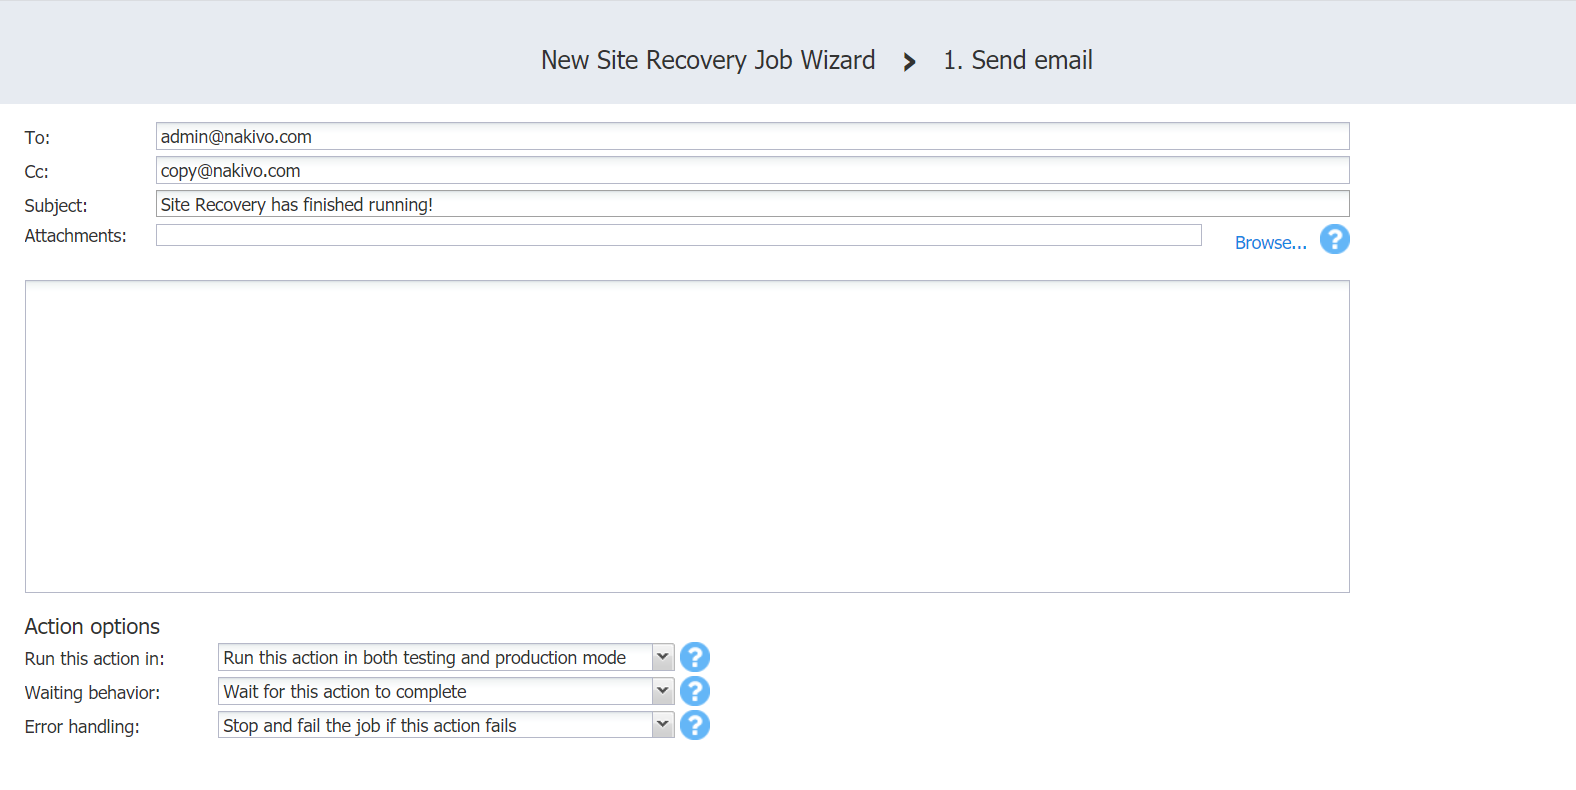 New Site Recovery Job Wizard > 1. Send email
To: admin@nakivo.com
Cc: copy@nakivo.com
Subject: Site Recovery has finished running!
Attachments: Browse... ?
Action options
Run this action in: Run this action in both testing and production mode ?
Waiting behavior: Wait for this action to complete ?
Error handling: Stop and fail the job if this action fails ?